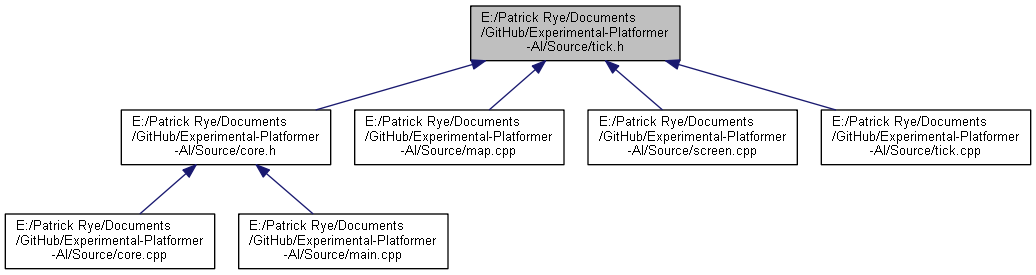 E:/Patrick Rye/Documents
/GitHub/Experimental-Platformer
-AI/Source/tick.h
E:/Patrick Rye/Documents
/GitHub/Experimental-Platformer
-AI/Source/core.h
E:/Patrick Rye/Documents
/GitHub/Experimental-Platformer
-AI/Source/map.cpp
E:/Patrick Rye/Documents
/GitHub/Experimental-Platformer
-AI/Source/screen.cpp
E:/Patrick Rye/Documents
/GitHub/Experimental-Platformer
-AI/Source/tick.cpp
E:/Patrick Rye/Documents
/GitHub/Experimental-Platformer
-AI/Source/core.cpp
E:/Patrick Rye/Documents
/GitHub/Experimental-Platformer
-AI/Source/main.cpp